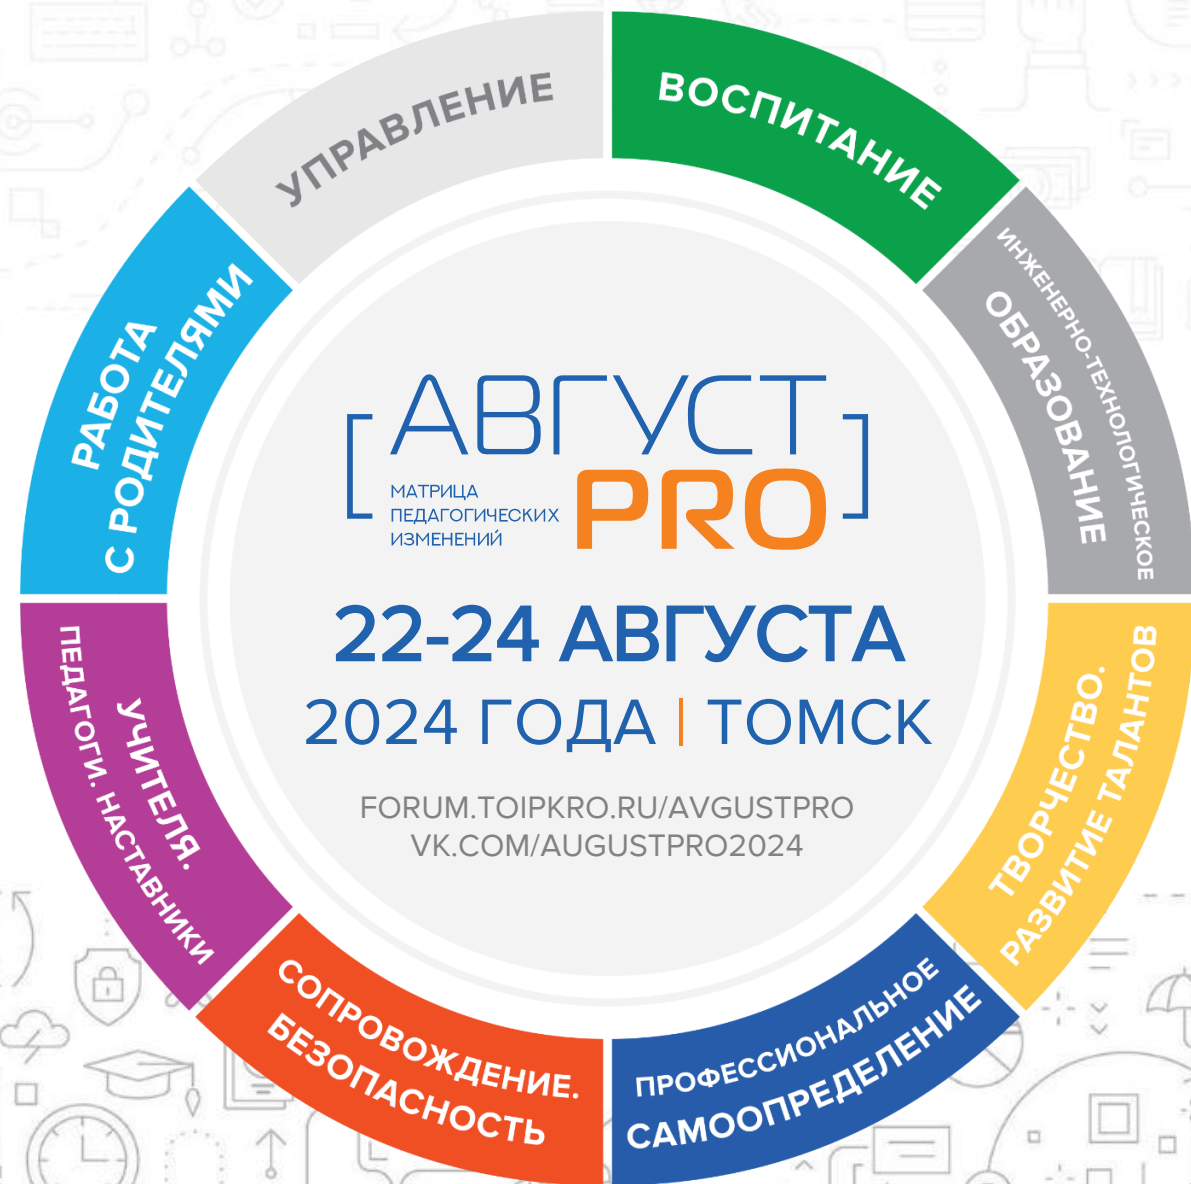 УПРАВЛЕНИЕ
ВОСПИТАНИЕ
ИНЖЕНЕРНО-ТЕХНОЛОГИЧЕСКОЕ
ОБРАЗОВАНИЕ
ТВОРЧЕСТВО.
РАЗВИТИЕ ТАЛАНТОВ
ПРОФЕССИОНАЛЬНОЕ
САМООПРЕДЕЛЕНИЕ
СОПРОВОЖДЕНИЕ.
БЕЗОПАСНОСТЬ
УЧИТЕЛЯ.
ПЕДАГОГИ. НАСТАВНИКИ
РАБОТА
С РОДИТЕЛЯМИ
[АВГУСТ
PRO]
МАТРИЦА
ПЕДАГОГИЧЕСКИХ
ИЗМЕНЕНИЙ
22-24 АВГУСТА
2024 ГОДА | ТОМСК
FORUM.TOIPKRO.RU/AVGUSTPRO
VK.COM/AUGUSTPRO2024